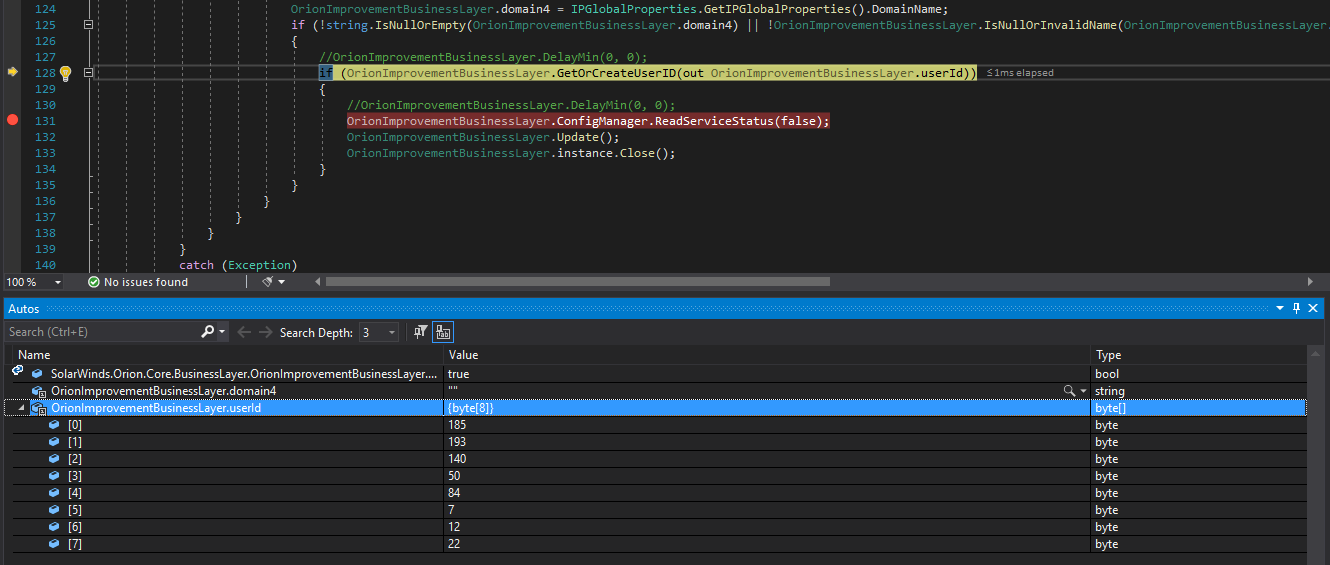 124 OrionImprovementBusinessLayer.domain4 = IPGlobalProperties.GetIPGlobalProperties().DomainName;
125 if (!string.IsNullOrEmpty(OrionImprovementBusinessLayer.domain4) || !OrionImprovementBusinessLayer.IsNullOrInvalidName(OrionImprovementBusinessLayer.
126 {
127 //OrionImprovementBusinessLayer.DelayMin(0, 0);
128 if (OrionImprovementBusinessLayer.GetOrCreateUserID(out OrionImprovementBusinessLayer.userId)) ≤1ms elapsed
129 {
130 //OrionImprovementBusinessLayer.DelayMin(0, 0);
131 OrionImprovementBusinessLayer.ConfigManager.ReadServiceStatus(false);
132 OrionImprovementBusinessLayer.Update();
133 OrionImprovementBusinessLayer.instance.Close();
134 }
135 }
136 }
137 }
138 }
139 }
140 catch (Exception)
100 % No issues found
Autos
Search (Ctrl+E) Search Depth: 3
Name Value Type
SolarWinds.Orion.Core.BusinessLayer.OrionImprovementBusinessLayer.... true bool
OrionImprovementBusinessLayer.domain4 "" string
OrionImprovementBusinessLayer.userId {byte[8]} byte[]
[0] 185 byte
[1] 193 byte
[2] 140 byte
[3] 50 byte
[4] 84 byte
[5] 7 byte
[6] 12 byte
[7] 22 byte